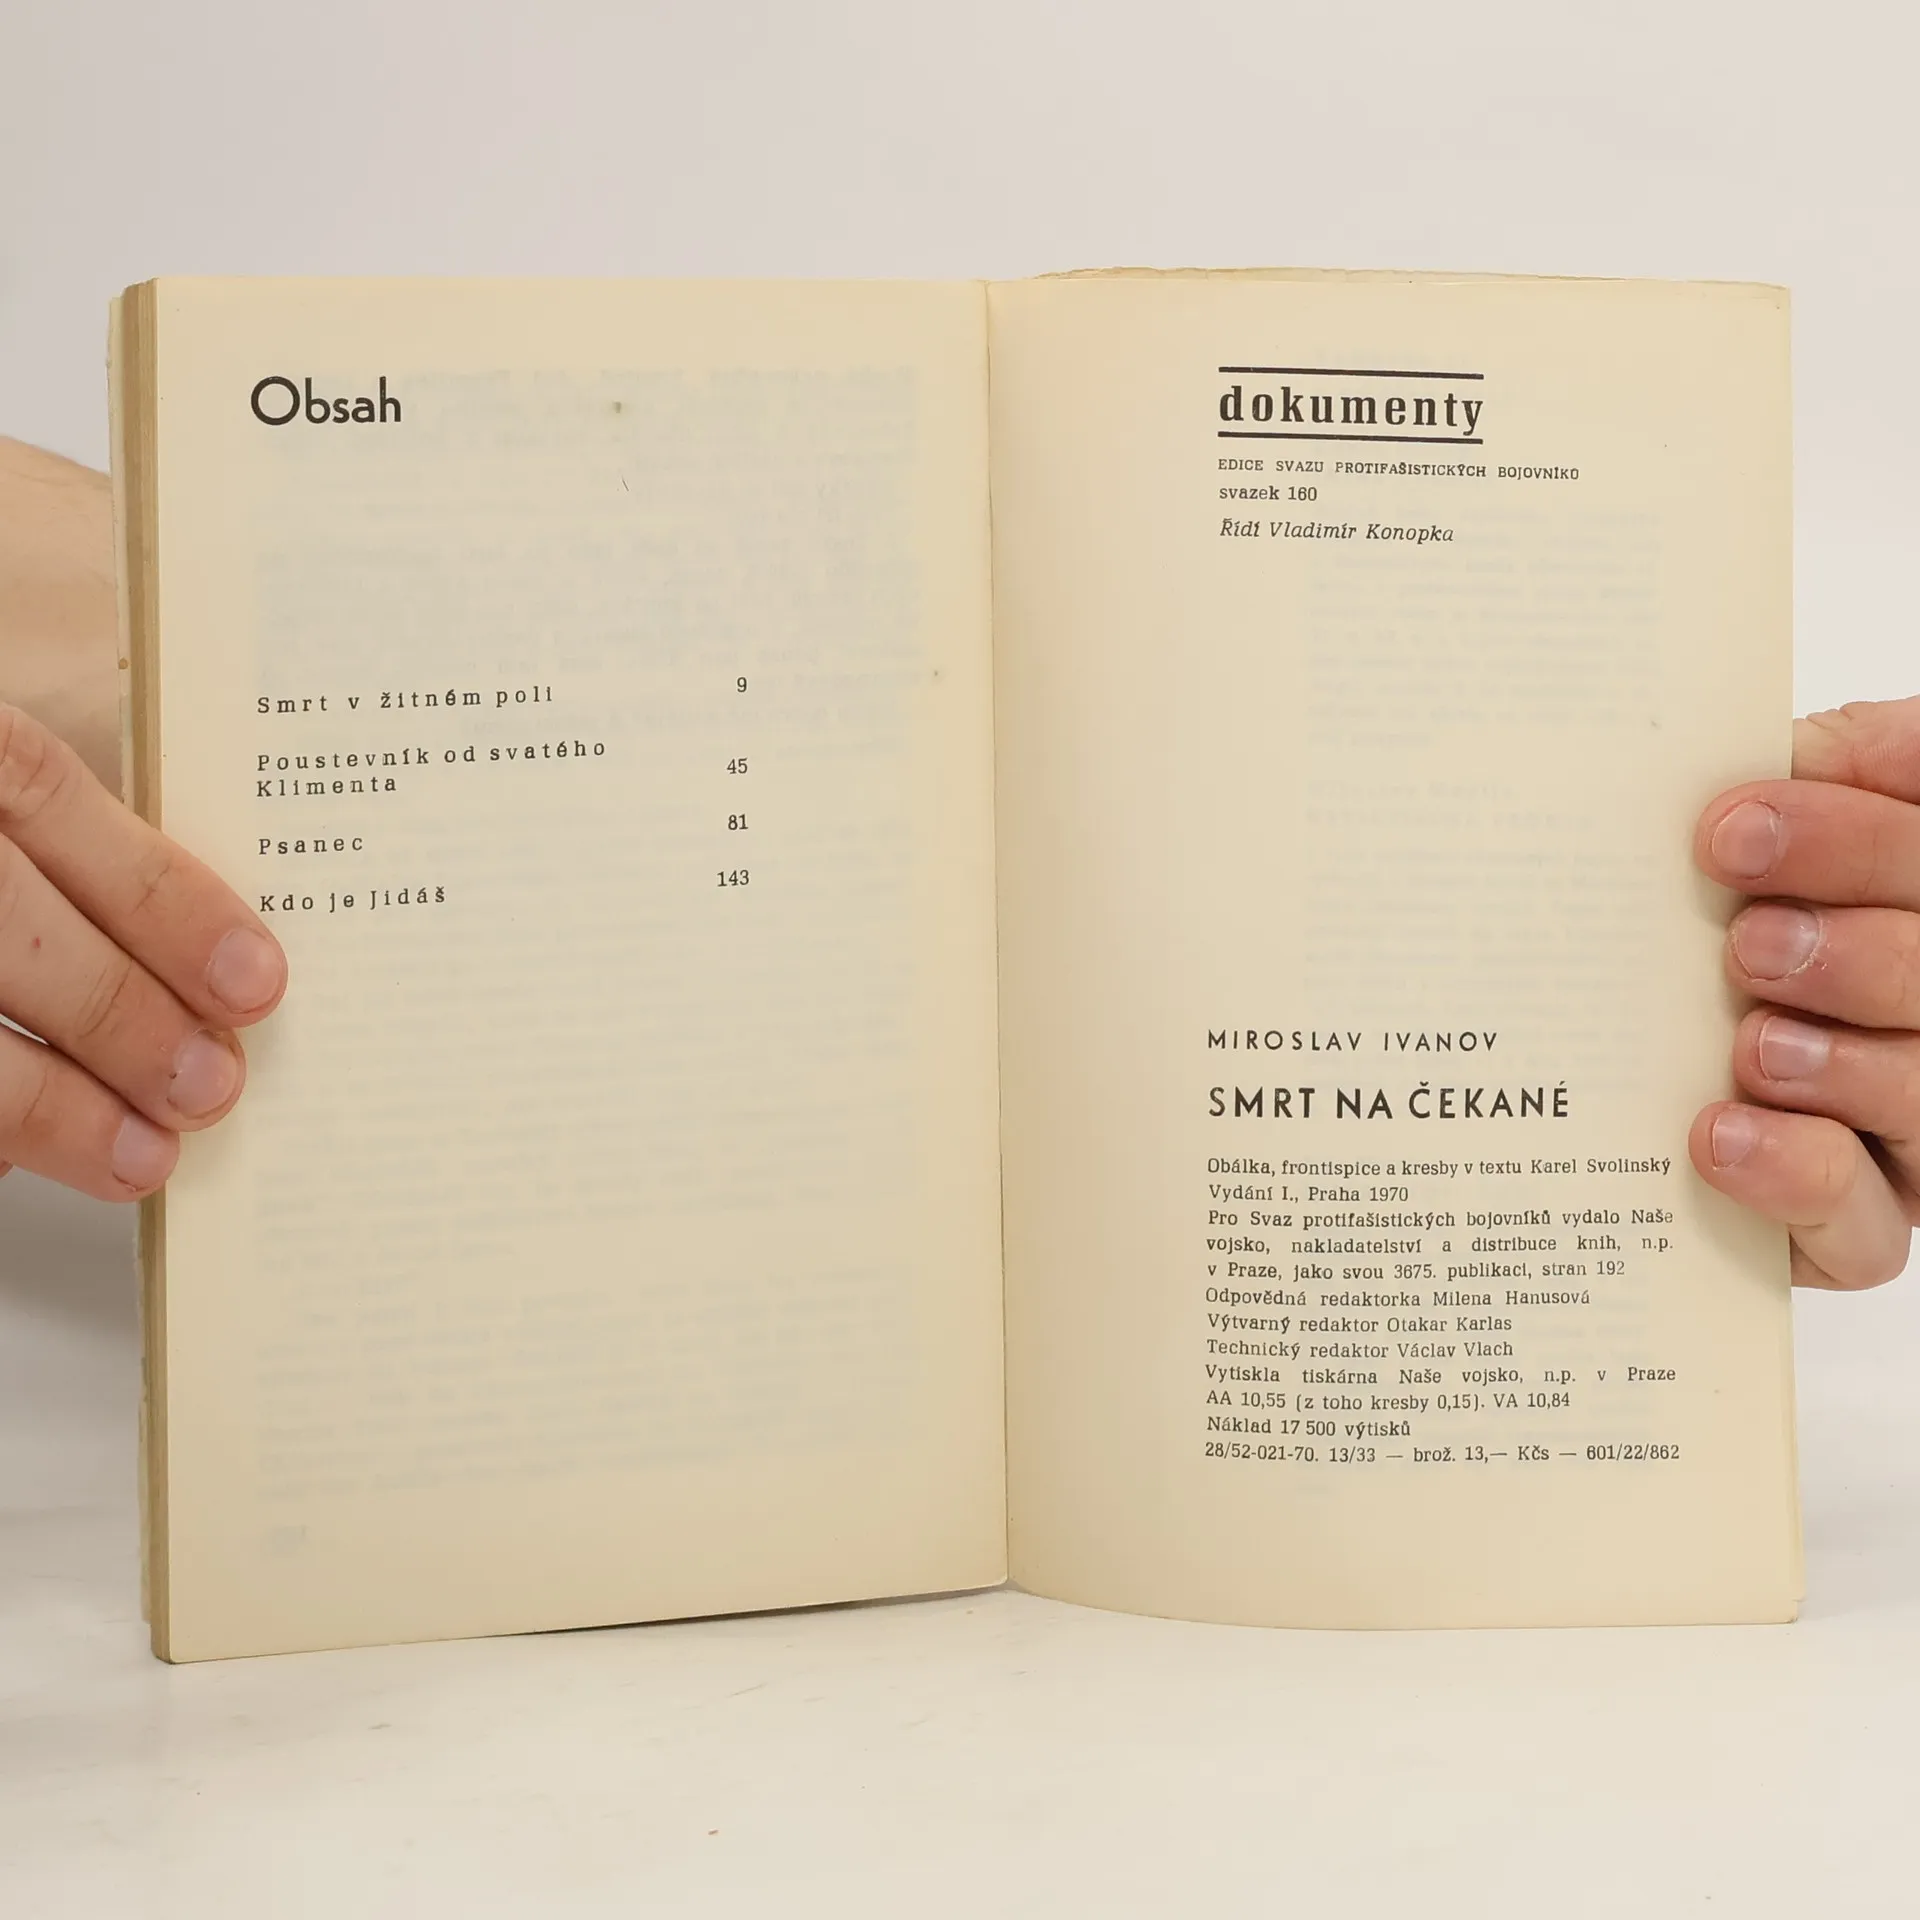 Obsah
Smrt v žitném poli 9
Poustevník od svatého
Klimenta 45
Psanec 81
Kdo je Jidáš 143
dokumenty
EDICE SVAZU PROTIFAŠISTICKÝCH BOJOVNÍKŮ
svazek 160
Řídí Vladimír Konopka
MIROSLAV IVANOV
SMRT NA ČEKANÉ
Obálka, frontispice a kresby v textu Karel Svolinský
Vydání I., Praha 1970
Pro Svaz protifašistických bojovníků vydalo Naše
vojsko, nakladatelství a distribuce knih, n.p.
v Praze, jako svou 3675. publikaci, stran 192
Odpovědná redaktorka Milena Hanusová
Výtvarný redaktor Otakar Karlas
Technický redaktor Václav Vlach
Vytiskla tiskárna Naše vojsko, n.p. v Praze
AA 10,55 (z toho kresby 0,15). VA 10,84
Náklad 17 500 výtisků
28/52-021-70. 13/33 — brož. 13,— Kčs — 601/22/862